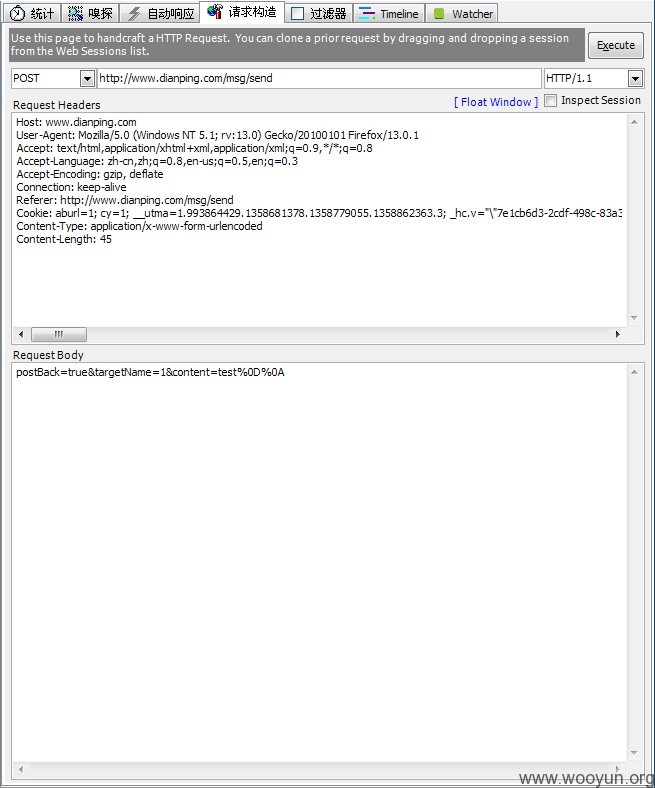 统计 嗅探 自动响应 请求构造 过滤器 Timeline Watcher
Use this page to handcraft a HTTP Request. You can clone a prior request by dragging and dropping a session
from the Web Sessions list.
Execute
POST http://www.dianping.com/msg/send HTTP/1.1
Request Headers [ Float Window ] Inspect Session
Host: www.dianping.com
User-Agent: Mozilla/5.0 (Windows NT 5.1; rv:13.0) Gecko/20100101 Firefox/13.0.1
Accept: text/html,application/xhtml+xml,application/xml;q=0.9,*/*;q=0.8
Accept-Language: zh-cn,zh;q=0.8,en-us;q=0.5,en;q=0.3
Accept-Encoding: gzip, deflate
Connection: keep-alive
Referer: http://www.dianping.com/msg/send
Cookie: aburl=1; cy=1; __utma=1.993864429.1358681378.1358779055.1358862363.3; _hc.v="\"7e1cb6d3-2cdf-498c-83a3
Content-Type: application/x-www-form-urlencoded
Content-Length: 45
Request Body
postBack=true&targetName=1&content=test%0D%0A
www.wooyun.org